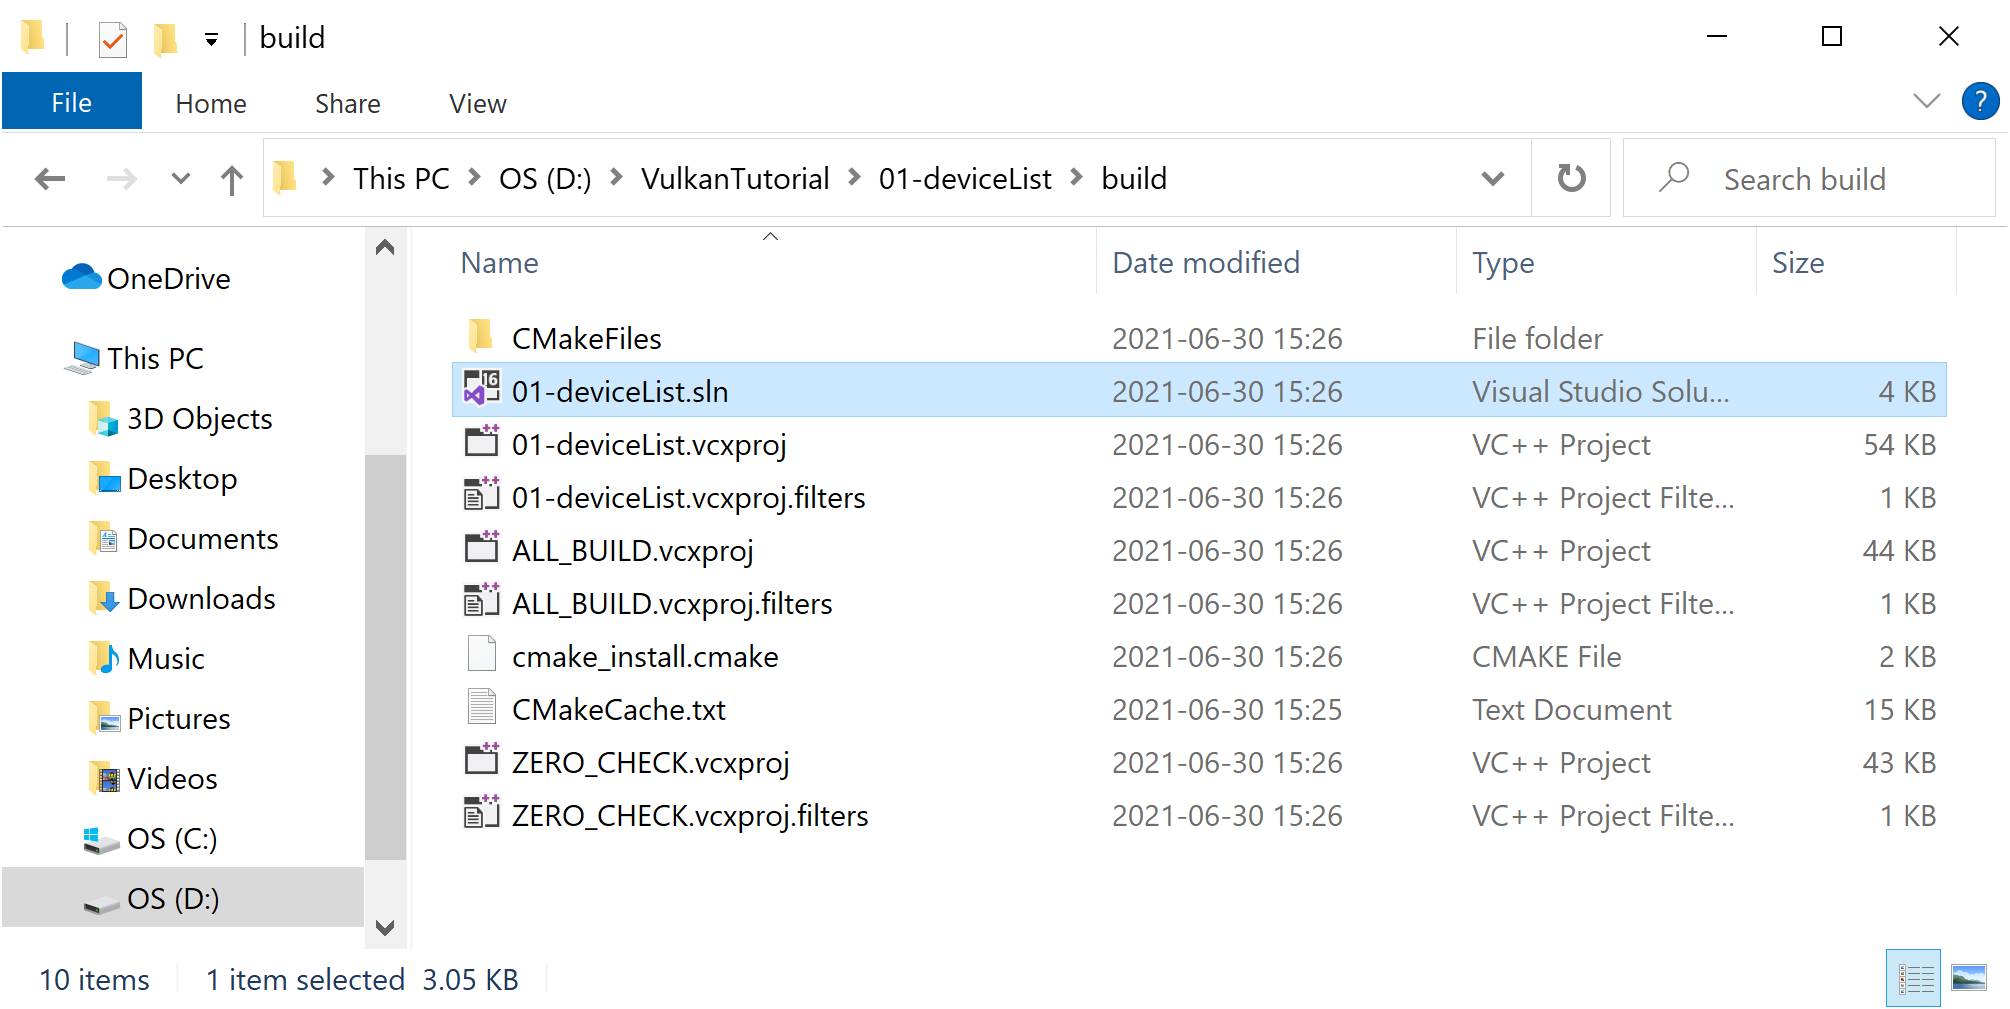 build
File Home Share View ?
This PC OS (D:) VulkanTutorial 01-deviceList build Search build
OneDrive
This PC
3D Objects
Desktop
Documents
Downloads
Music
Pictures
Videos
OS (C:)
OS (D:)
Name Date modified Type Size
CMakeFiles 2021-06-30 15:26 File folder
16 01-deviceList.sln 2021-06-30 15:26 Visual Studio Solu... 4 KB
01-deviceList.vcxproj 2021-06-30 15:26 VC++ Project 54 KB
01-deviceList.vcxproj.filters 2021-06-30 15:26 VC++ Project Filte... 1 KB
ALL_BUILD.vcxproj 2021-06-30 15:26 VC++ Project 44 KB
ALL_BUILD.vcxproj.filters 2021-06-30 15:26 VC++ Project Filte... 1 KB
cmake_install.cmake 2021-06-30 15:26 CMAKE File 2 KB
CMakeCache.txt 2021-06-30 15:25 Text Document 15 KB
ZERO_CHECK.vcxproj 2021-06-30 15:26 VC++ Project 43 KB
ZERO_CHECK.vcxproj.filters 2021-06-30 15:26 VC++ Project Filte... 1 KB
10 items 1 item selected 3.05 KB